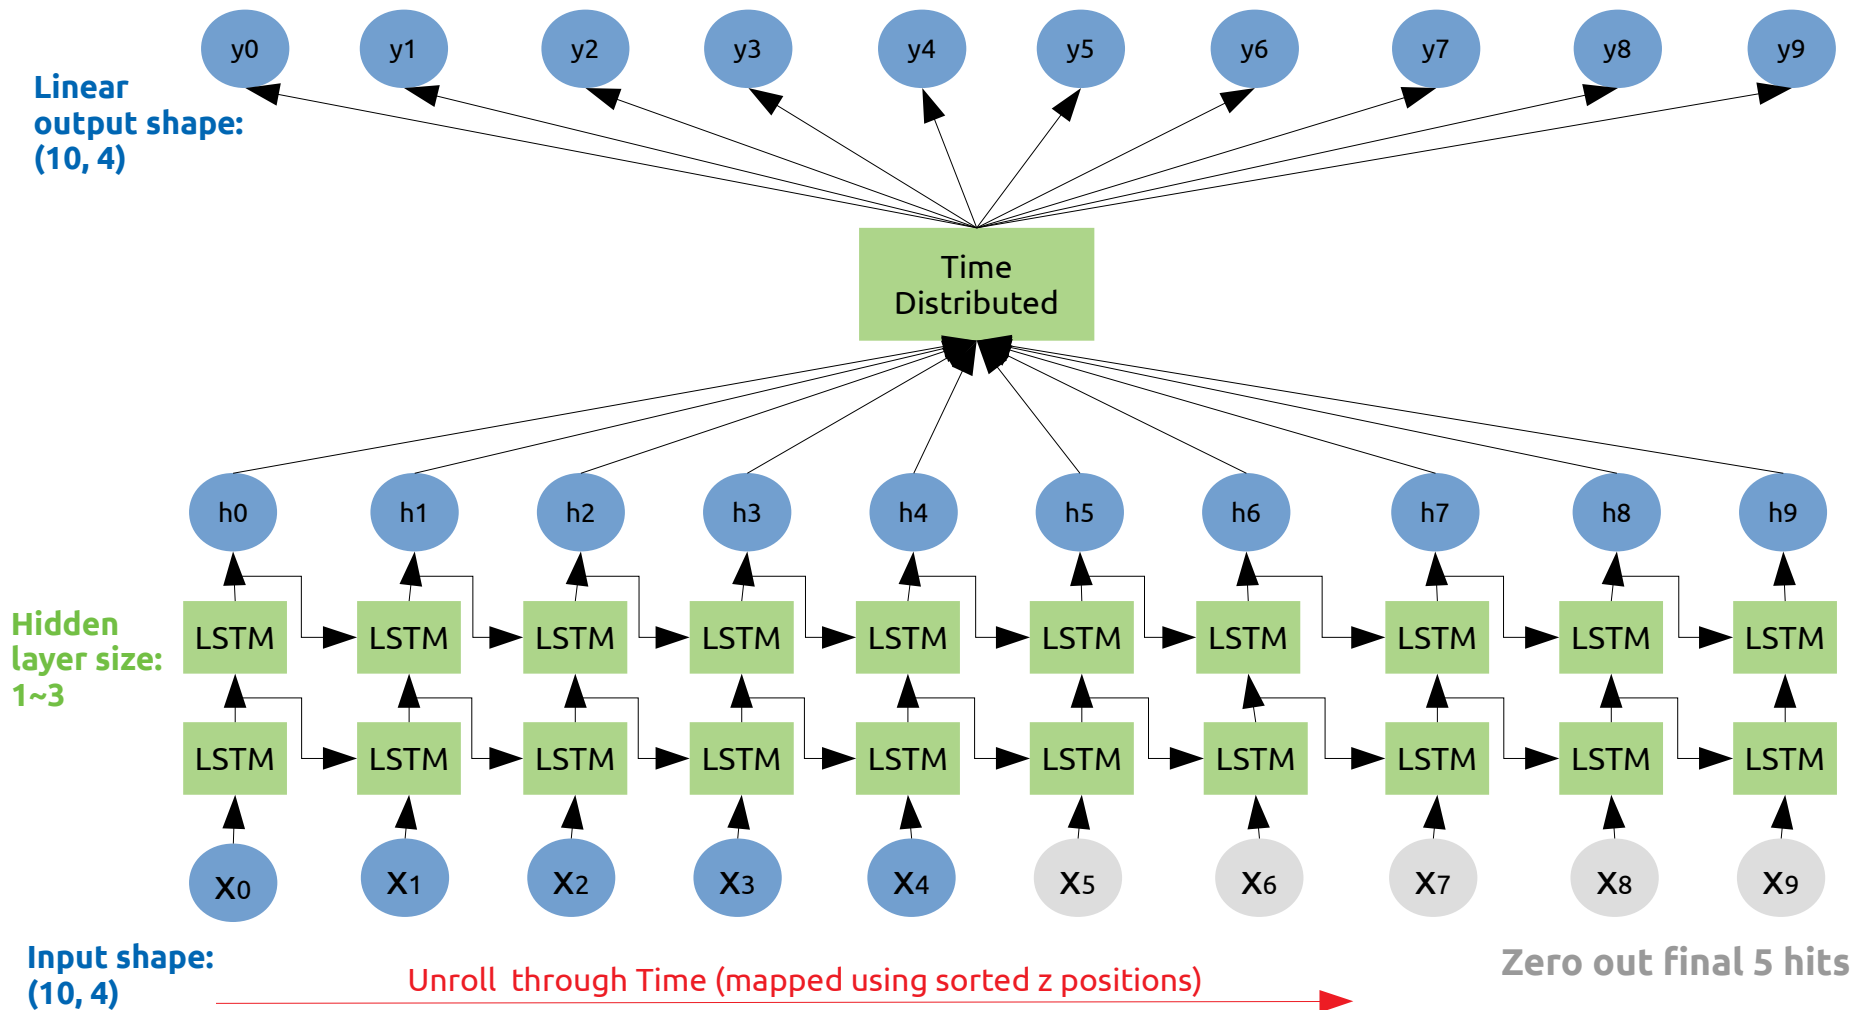 y0 y1 y2 y3 y4 y5 y6 y7 y8 y9
Linear
output shape:
(10, 4)
Time
Distributed
h0 h1 h2 h3 h4 h5 h6 h7 h8 h9
Hidden
layer size:
1~3
LSTM LSTM LSTM LSTM LSTM LSTM LSTM LSTM LSTM LSTM
LSTM LSTM LSTM LSTM LSTM LSTM LSTM LSTM LSTM LSTM
x0 x1 x2 x3 x4 x5 x6 x7 x8 x9
Input shape:
(10, 4)
Unroll through Time (mapped using sorted z positions)
Zero out final 5 hits